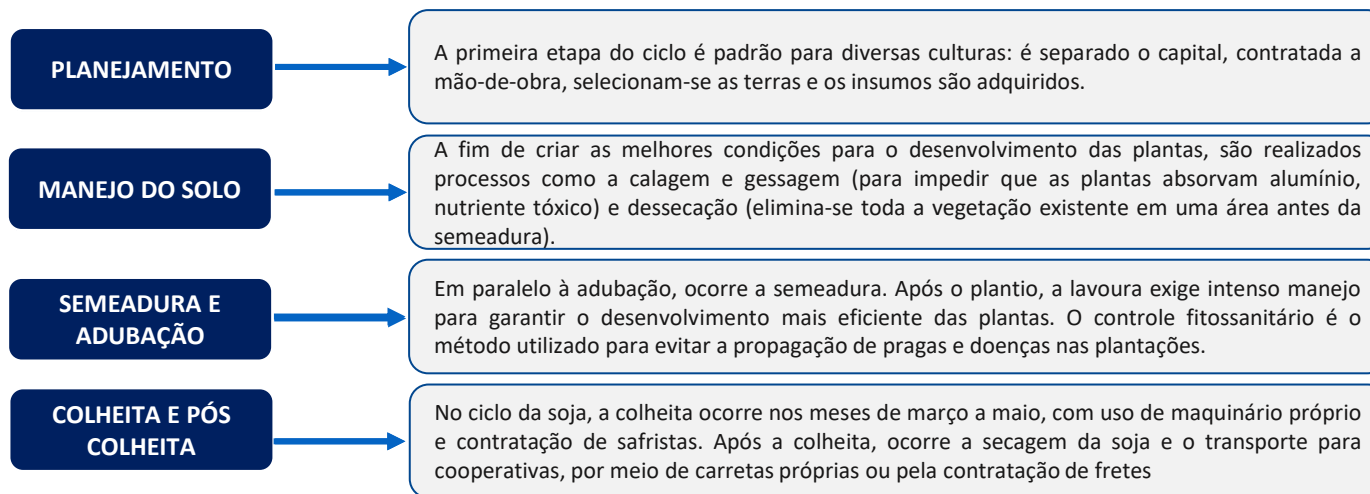 PLANEJAMENTO
A primeira etapa do ciclo é padrão para diversas culturas: é separado o capital, contratada a
mão-de-obra, selecionam-se as terras e os insumos são adquiridos.
MANEJO DO SOLO
A fim de criar as melhores condições para o desenvolvimento das plantas, são realizados
processos como a calagem e gessagem (para impedir que as plantas absorvam alumínio,
nutriente tóxico) e dessecação (elimina-se toda a vegetação existente em uma área antes da
semeadura).
SEMEADURA E
ADUBAÇÃO
Em paralelo à adubação, ocorre a semeadura. Após o plantio, a lavoura exige intenso manejo
para garantir o desenvolvimento mais eficiente das plantas. O controle fitossanitário é o
método utilizado para evitar a propagação de pragas e doenças nas plantações.
COLHEITA E PÓS
COLHEITA
No ciclo da soja, a colheita ocorre nos meses de março a maio, com uso de maquinário próprio
e contratação de safristas. Após a colheita, ocorre a secagem da soja e o transporte para
cooperativas, por meio de carretas próprias ou pela contratação de fretes